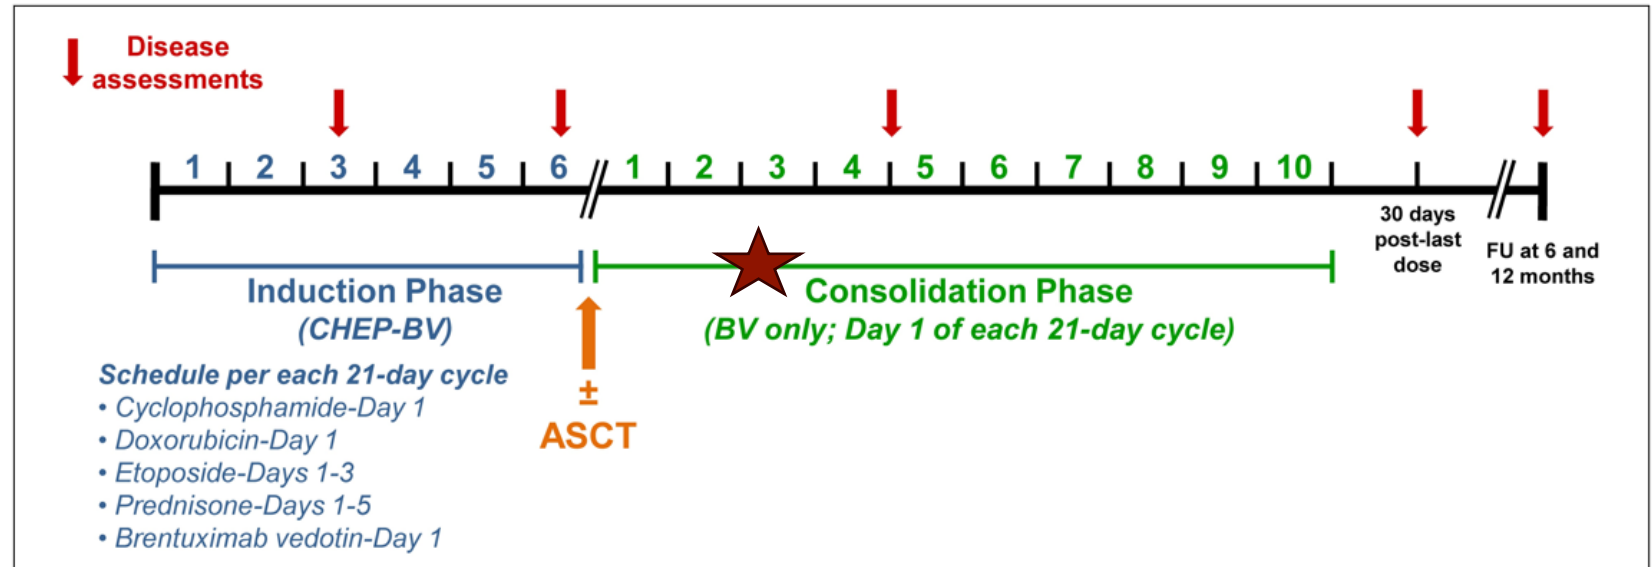 Disease
assessments
1 2 3 4 5 6 1 2 3 4 5 6 7 8 9 10
30 days
post-last
dose
FU at 6 and
12 months
Induction Phase
(CHEP-BV)
Consolidation Phase
(BV only; Day 1 of each 21-day cycle)
Schedule per each 21-day cycle
• Cyclophosphamide-Day 1
• Doxorubicin-Day 1
• Etoposide-Days 1-3
• Prednisone-Days 1-5
• Brentuximab vedotin-Day 1
±
ASCT